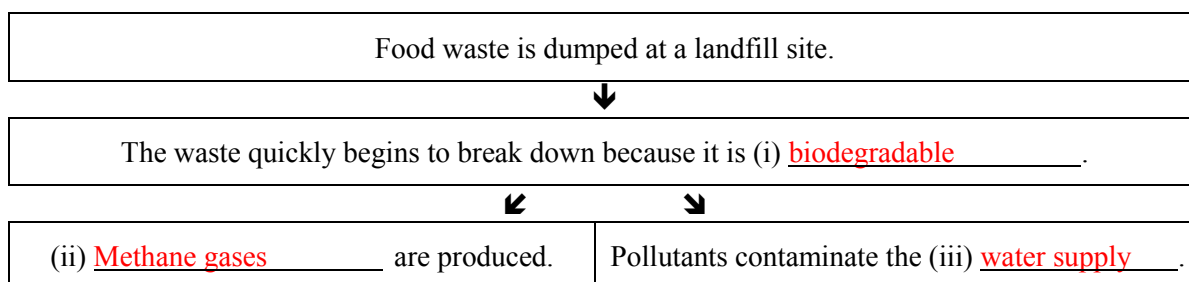 Food waste is dumped at a landfill site.
The waste quickly begins to break down because it is (i) biodegradable.
(ii) Methane gases are produced.
Pollutants contaminate the (iii) water supply.